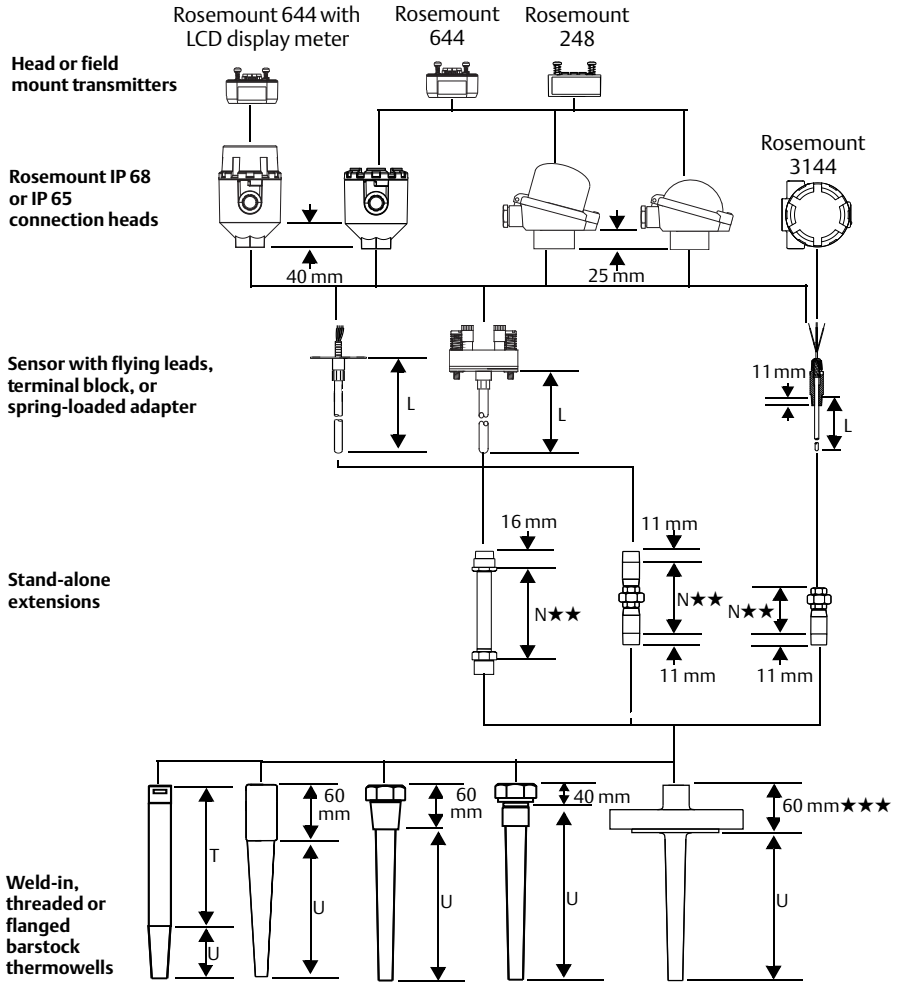 Rosemount 644 with
LCD display meter
Rosemount
644
Rosemount
248
Head or field
mount transmitters
Rosemount
3144
Rosemount IP 68
or IP 65
connection heads
40 mm
25 mm
Sensor with flying leads,
terminal block, or
spring-loaded adapter
L
L
11 mm
L
16 mm
11 mm
Stand-alone
extensions
N★★
N★★
N★★
11 mm
11 mm
60
mm
60
mm
40 mm
60 mm★★★
T
U
U
U
U
U
Weld-in,
threaded or
flanged
barstock
thermowells